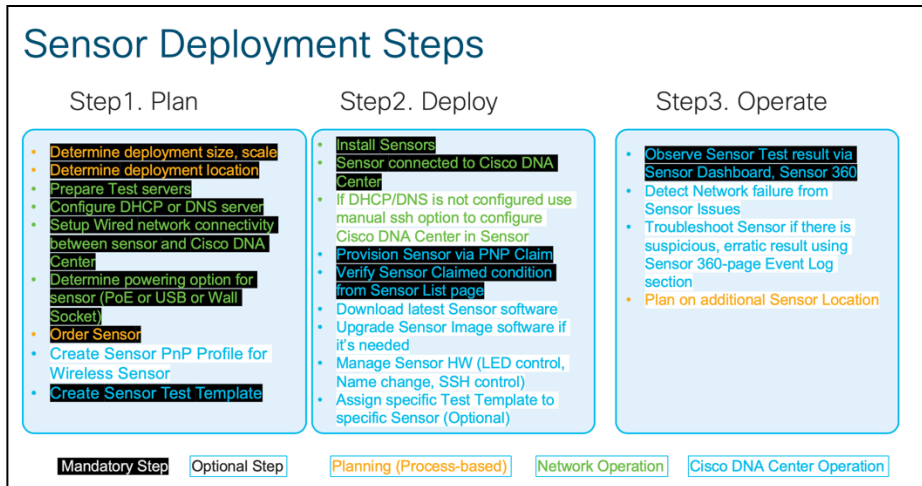 Sensor Deployment Steps
Step1. Plan
• Determine deployment size, scale
• Determine deployment location
• Prepare Test servers
• Configure DHCP or DNS server
• Setup Wired network connectivity
between sensor and Cisco DNA
Center
• Determine powering option for
sensor (PoE or USB or Wall
Socket)
• Order Sensor
• Create Sensor PnP Profile for
Wireless Sensor
• Create Sensor Test Template
Step2. Deploy
• Install Sensors
• Sensor connected to Cisco DNA
Center
• If DHCP/DNS is not configured use
manual ssh option to configure
Cisco DNA Center in Sensor
• Provision Sensor via PNP Claim
• Verify Sensor Claimed condition
from Sensor List page
• Download latest Sensor software
• Upgrade Sensor Image software if
it's needed
• Manage Sensor HW (LED control,
Name change, SSH control)
• Assign specific Test Template to
specific Sensor (Optional)
Step3. Operate
• Observe Sensor Test result via
Sensor Dashboard, Sensor 360
• Detect Network failure from
Sensor Issues
• Troubleshoot Sensor if there is
suspicious, erratic result using
Sensor 360-page Event Log
section
• Plan on additional Sensor Location
Mandatory Step
Optional Step
Planning (Process-based)
Network Operation
Cisco DNA Center Operation